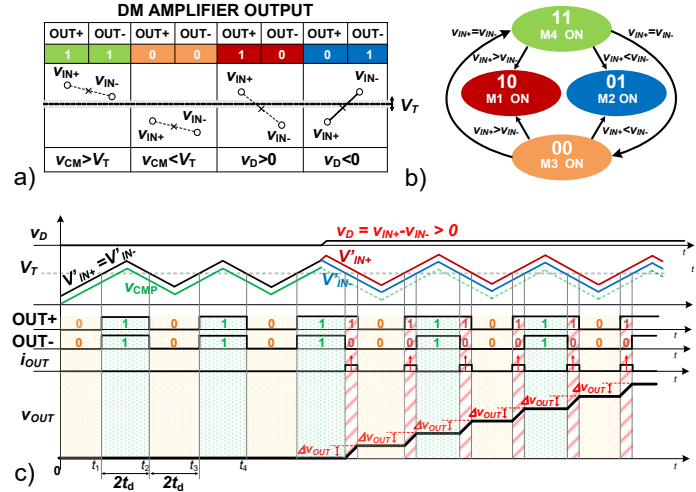 DM AMPLIFIER OUTPUT
OUT+ OUT- OUT+ OUT- OUT+ OUT- OUT+ OUT-
1 1 0 0 1 0 0 1
vIN+ vIN- vIN+ vIN-
VT
vIN+ vIN- vIN- vIN+
vCM>VT vCM<VT vD>0 vD<0
a)
11
M4 ON
vIN+=vIN- vIN+=vIN-
vIN+>vIN- vIN+<vIN-
10
M1 ON
01
M2 ON
vIN+>vIN- vIN+<vIN-
00
M3 ON
b)
vD
vD = vIN+-vIN- > 0
t
VT
V'IN+=V'IN-
vCMP
V'IN+
V'IN-
t
t
OUT+ 0 1 0 1 0 1 1 0 1 1 1 0 1 1 1 0 1 t
OUT- 0 1 0 1 0 1 0 0 0 1 0 0 0 1 0 0 0 t
iOUT t
vOUT
ΔvOUT ΔvOUT ΔvOUT ΔvOUT ΔvOUT ΔvOUT
t
c)
0 t1 t2 t3 t4
2td 2td